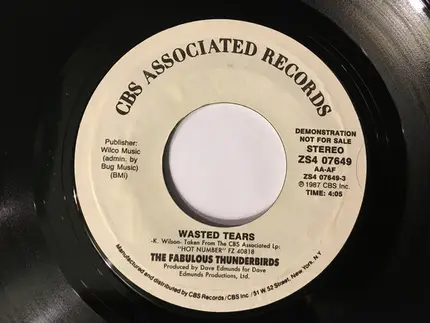 CBS ASSOCIATED RECORDS
Publisher:
Wilco Music
(admin. by
Bug Music)
(BMI)
DEMONSTRATION
NOT FOR SALE
STEREO
ZS4 07649
AA-AF
ZS4 07649-3
℗ 1987 CBS Inc.
TIME: 4:05
WASTED TEARS
-K. Wilson- Taken From The CBS Associated Lp:
"HOT NUMBER" FZ 40818
THE FABULOUS THUNDERBIRDS
Produced by Dave Edmunds for Dave
Edmunds Productions, Ltd.
Manufactured and distributed by CBS Records/CBS Inc./51 W 52 Street, New York, N.Y.